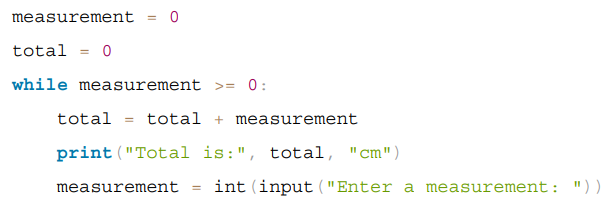 measurement = 0
total = 0
while measurement >= 0:
    total = total + measurement
    print("Total is:", total, "cm")
    measurement = int(input("Enter a measurement: "))